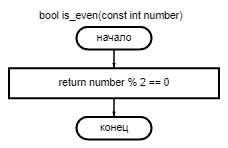 bool is_even(const int number)
начало
return number % 2 == 0
конец